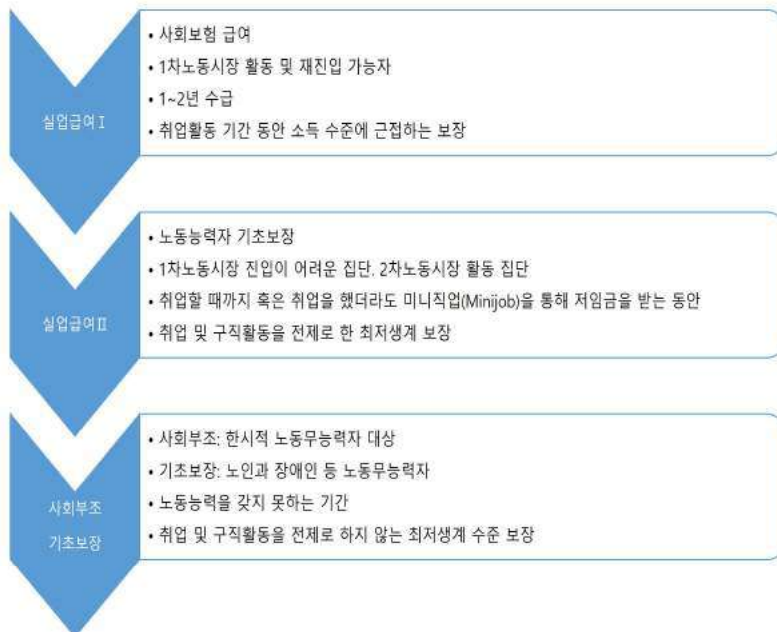 실업급여Ⅰ
• 사회보험 급여
• 1차노동시장 활동 및 재진입 가능자
• 1~2년 수급
• 취업활동 기간 동안 소득 수준에 근접하는 보장
실업급여Ⅱ
• 노동능력자 기초보장
• 1차노동시장 진입이 어려운 집단. 2차노동시장 활동 집단
• 취업할 때까지 혹은 취업을 했더라도 미니직업(Minijob)을 통해 저임금을 받는 동안
• 취업 및 구직활동을 전제로 한 최저생계 보장
사회부조
기초보장
• 사회부조: 한시적 노동무능력자 대상
• 기초보장: 노인과 장애인 등 노동무능력자
• 노동능력을 갖지 못하는 기간
• 취업 및 구직활동을 전제로 하지 않는 최저생계 수준 보장